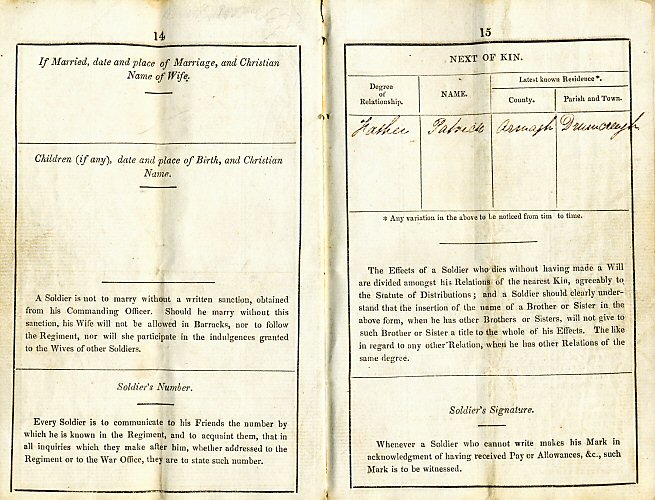 14
If Married, date and place of Marriage, and Christian
Name of Wife.
Children (if any), date and place of Birth, and Christian
Name.
A Soldier is not to marry without a written sanction, obtained
from his Commanding Officer. Should he marry without this
sanction, his Wife will not be allowed in Barracks, nor to follow
the Regiment, nor will she participate in the indulgences granted
to the Wives of other Soldiers.
Soldier's Number.
Every Soldier is to communicate to his Friends the number by
which he is known in the Regiment, and to acquaint them, that in
all inquiries which they make after him, whether addressed to the
Regiment or to the War Office, they are to state such number.
15
NEXT OF KIN.
Degree
of
Relationship.
NAME.
Latest known Residence*.
County.
Parish and Town.
Father Patrick Armagh
* Any variation in the above to be noticed from tim to time.
The Effects of a Soldier who dies without having made a Will
are divided amongst his Relations of the nearest Kin, agreeably to
the Statute of Distributions; and a Soldier should clearly under-
stand that the insertion of the name of a Brother or Sister in the
above form, when he has other Brothers or Sisters, will not give to
such Brother or Sister a title to the whole of his Effects. The like
in regard to any other Relation, when he has other Relations of the
same degree.
Soldier's Signature.
Whenever a Soldier who cannot write makes his Mark in
acknowledgment of having received Pay or Allowances, &c., such
Mark is to be witnessed.